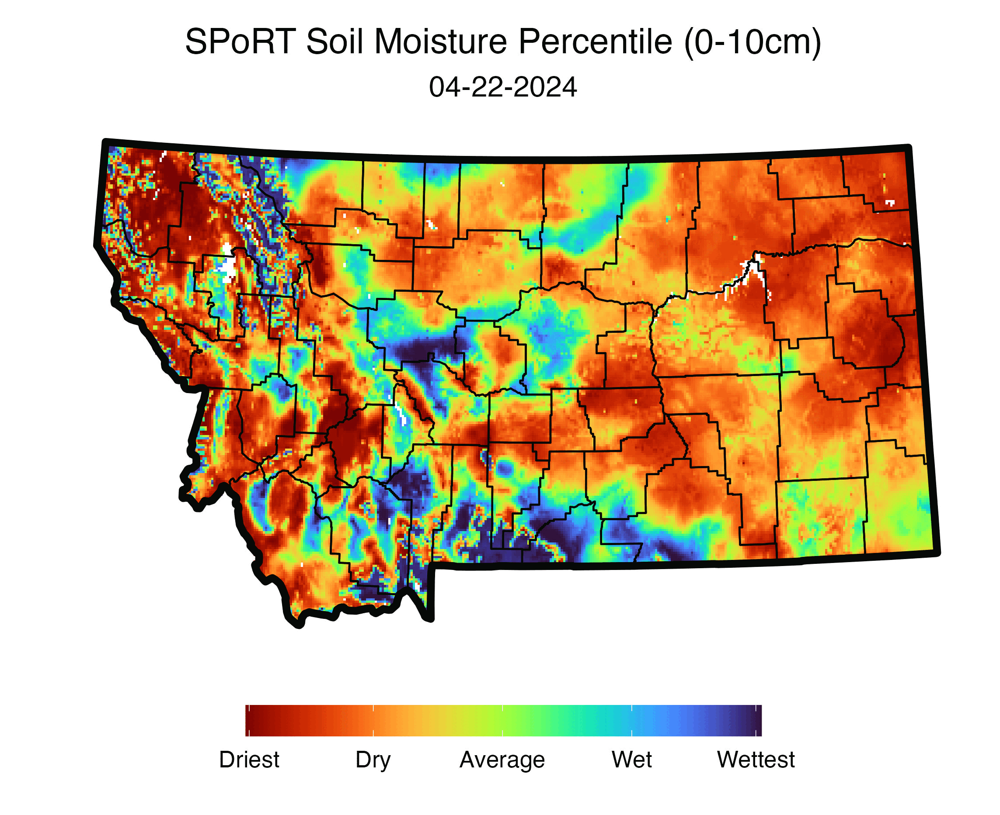 SPoRT Soil Moisture Percentile (0-10cm)
04-22-2024
Driest Dry Average Wet Wettest